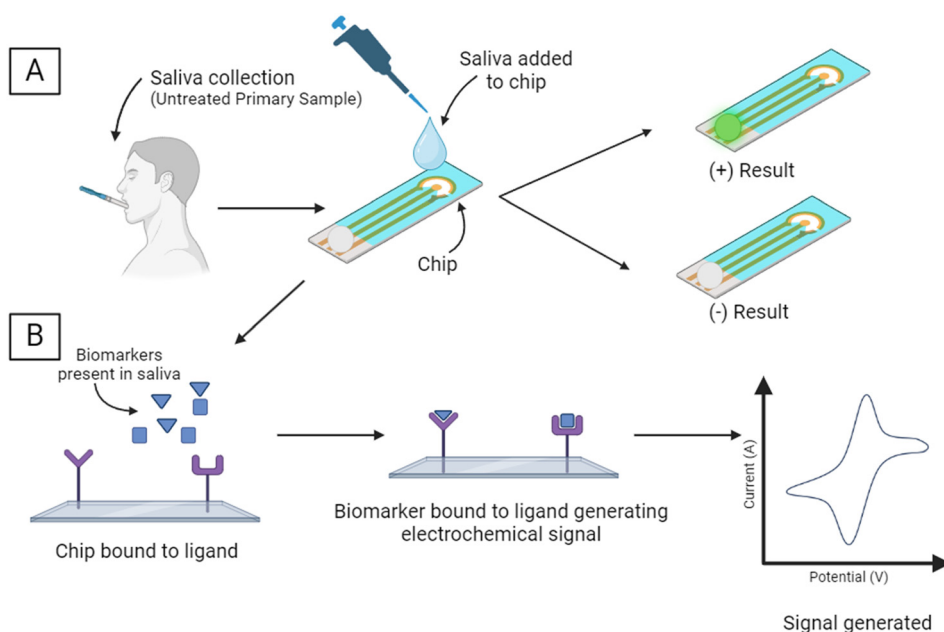 A
Saliva collection
(Untreated Primary Sample)
Saliva added
to chip
Chip
(+) Result
(-) Result
B
Biomarkers
present in saliva
Chip bound to ligand
Biomarker bound to ligand generating
electrochemical signal
Current (A)
Potential (V)
Signal generated